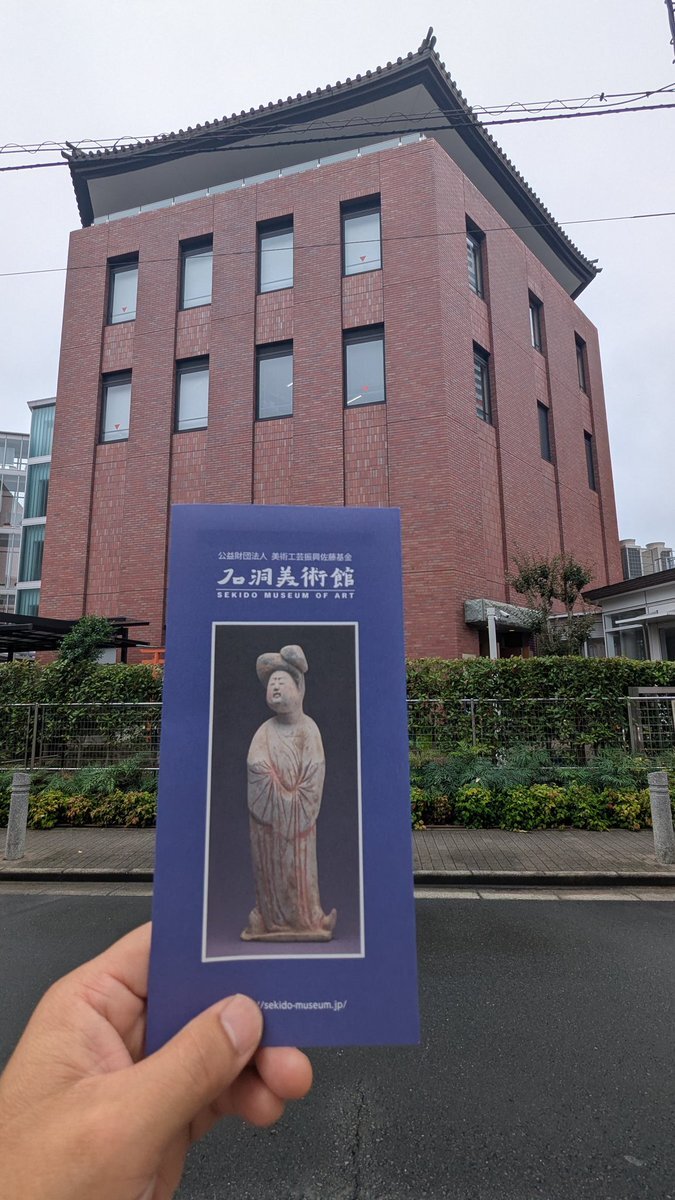 公益財団法人 美術工芸振興佐藤基金
石洞美術館
SEKIDO MUSEUM OF ART
/sekido-museum.jp/